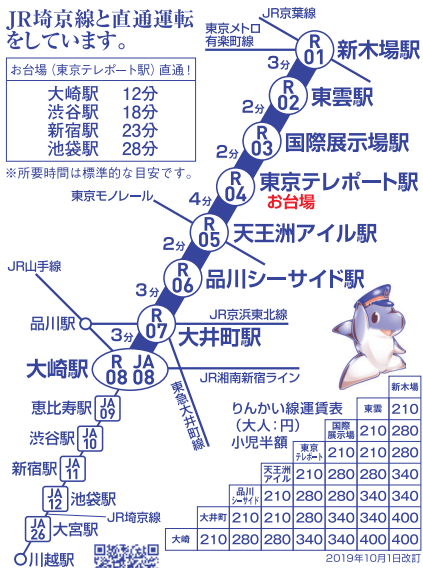 JR埼京線と直通運転
をしています。
お台場（東京テレポート駅）直通！
大崎駅 12分
渋谷駅 18分
新宿駅 23分
池袋駅 28分
※所要時間は標準的な目安です。
JR京葉線
東京メトロ
有楽町線
R
01
新木場駅
3分
R
02
東雲駅
2分
R
03
国際展示場駅
2分
R
04
東京テレポート駅
お台場
4分
東京モノレール
R
05
天王洲アイル駅
2分
R
06
品川シーサイド駅
3分
JR山手線
品川駅
JR京浜東北線
R
07
大井町駅
3分
東急大井町線
大崎駅
R
08
JA
08
JR湘南新宿ライン
恵比寿駅
JA
09
渋谷駅
JA
10
新宿駅
JA
11
JA
12
池袋駅
JR埼京線
JA
26
大宮駅
川越駅
りんかい線運賃表
（大人：円）
小児半額
新木場
東雲 210
国際
展示場 210 280
東京
テレポート 210 210 280
天王洲
アイル 210 280 280 340
品川
シーサイド 210 280 280 340 340
大井町 210 210 280 340 340 400
大崎 210 280 280 340 340 400 400
2019年10月1日改訂